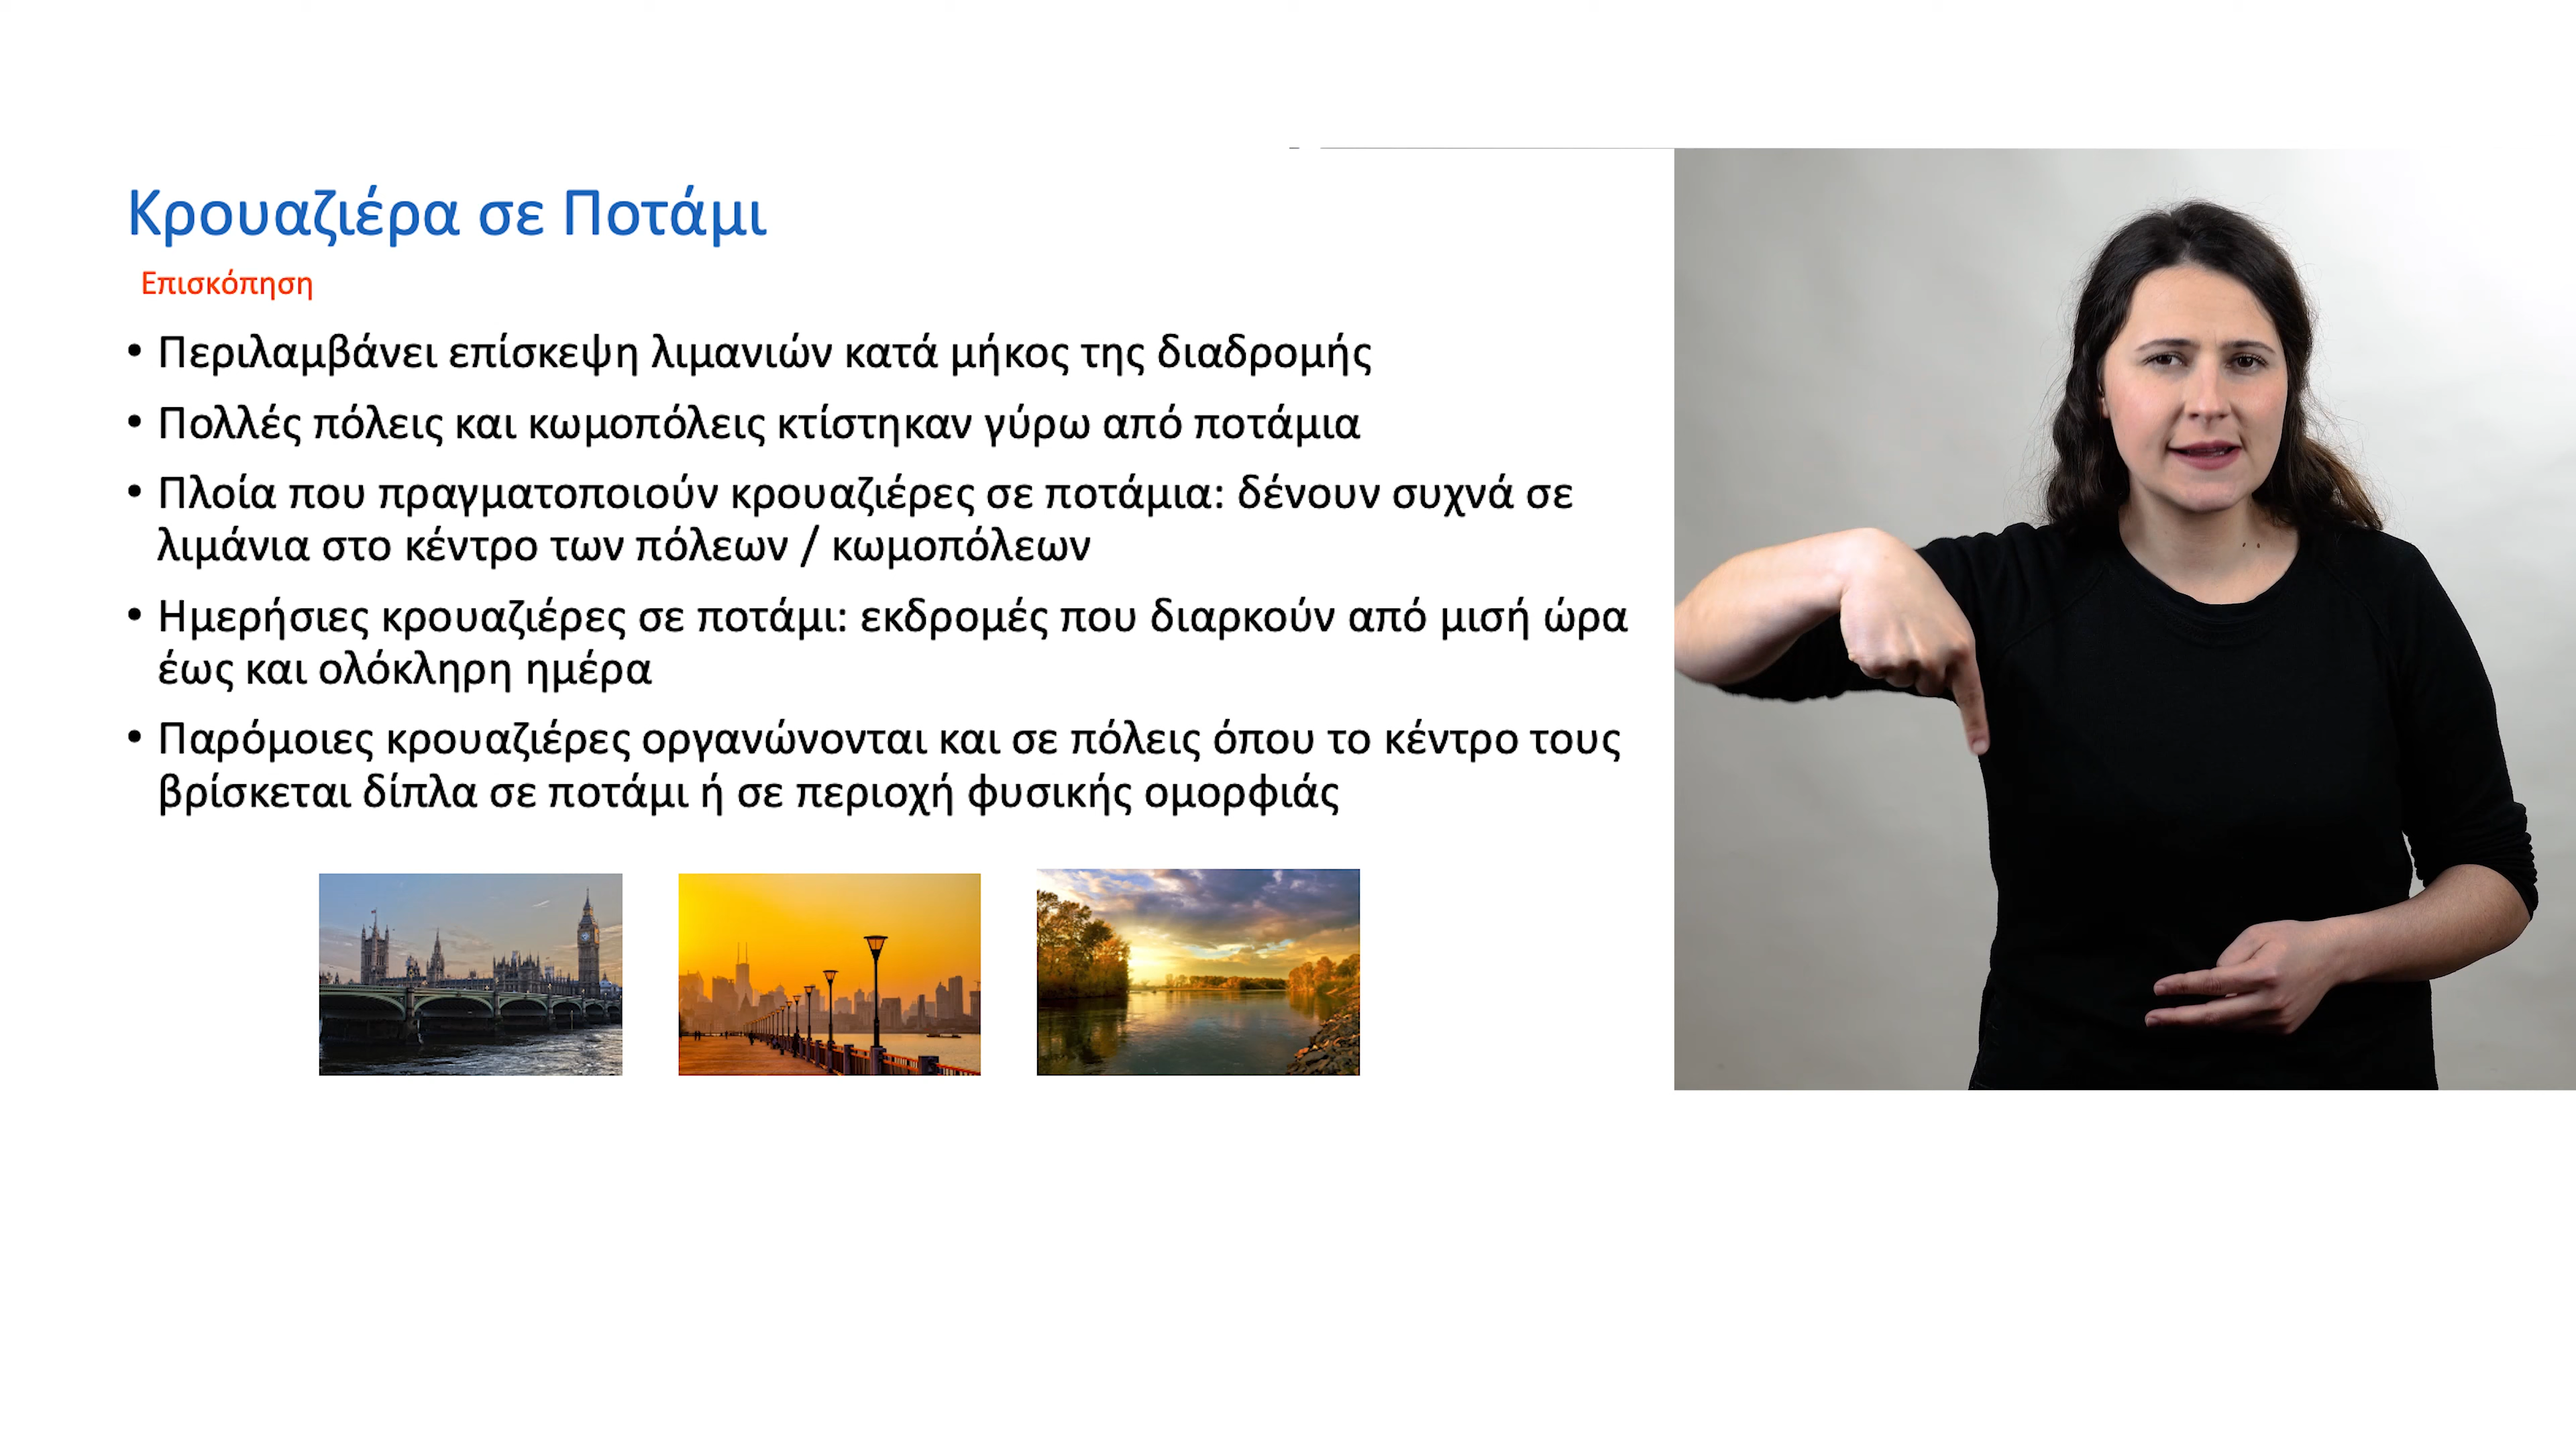 Κρουαζιέρα σε Ποτάμι
Επισκόπηση
• Περιλαμβάνει επίσκεψη λιμανιών κατά μήκος της διαδρομής
• Πολλές πόλεις και κωμοπόλεις κτίστηκαν γύρω από ποτάμια
• Πλοία που πραγματοποιούν κρουαζιέρες σε ποτάμια: δένουν συχνά σε
λιμάνια στο κέντρο των πόλεων / κωμοπόλεων
• Ημερήσιες κρουαζιέρες σε ποτάμι: εκδρομές που διαρκούν από μισή ώρα
έως και ολόκληρη ημέρα
• Παρόμοιες κρουαζιέρες οργανώνονται και σε πόλεις όπου το κέντρο τους
βρίσκεται δίπλα σε ποτάμι ή σε περιοχή φυσικής ομορφιάς